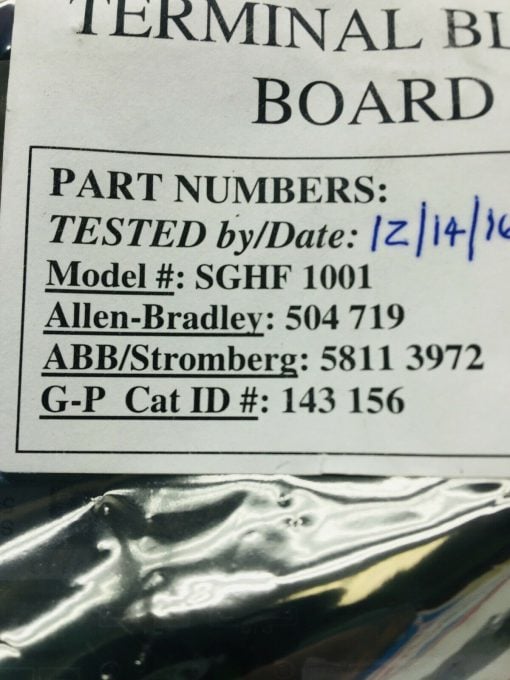 TERMINAL BL
BOARD
PART NUMBERS:
TESTED by/Date: 12/14/16
Model #: SGHF 1001
Allen-Bradley: 504 719
ABB/Stromberg: 5811 3972
G-P Cat ID #: 143 156